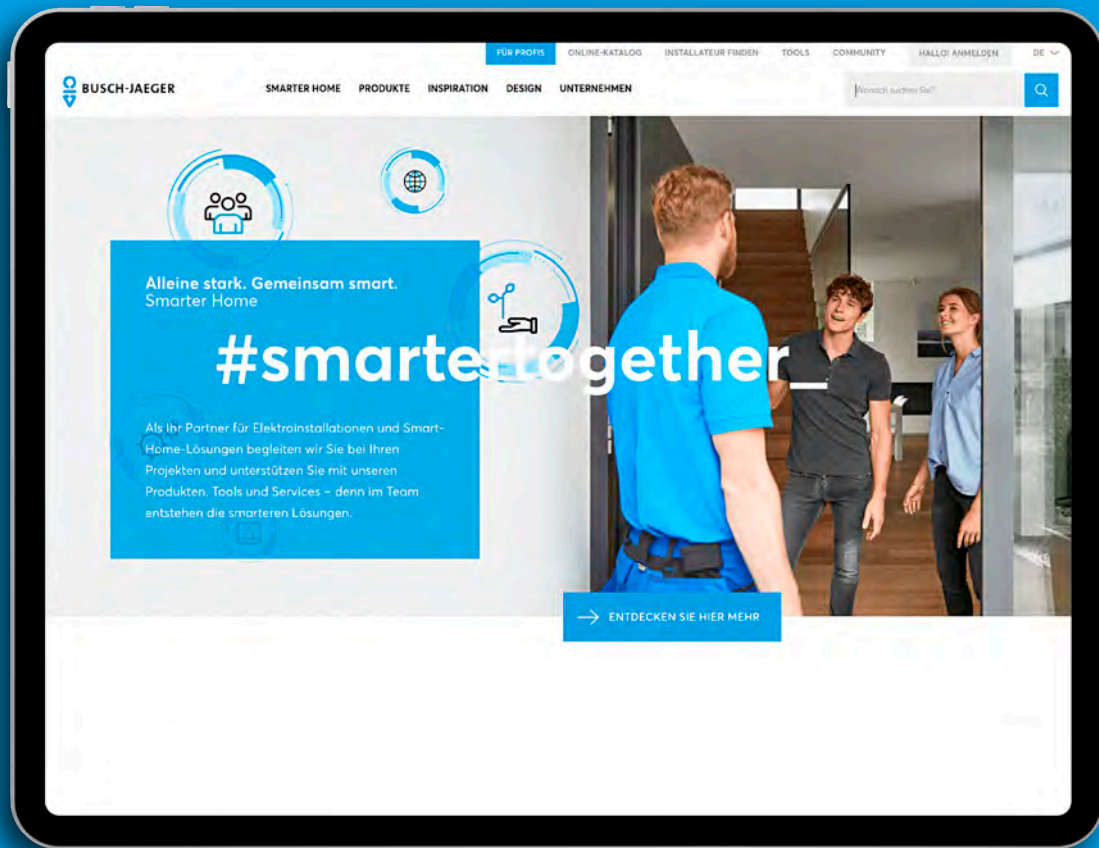 FÜR PROFIS ONLINE-KATALOG INSTALLATEUR FINDEN TOOLS COMMUNITY HALLO! ANMELDEN DE
BUSCH-JAEGER SMARTER HOME PRODUKTE INSPIRATION DESIGN UNTERNEHMEN Wonach suchen Sie?
Alleine stark. Gemeinsam smart.
Smarter Home
#smartertogether_
Als Ihr Partner für Elektroinstallationen und Smart-
Home-Lösungen begleiten wir Sie bei Ihren
Projekten und unterstützen Sie mit unseren
Produkten, Tools und Services – denn im Team
entstehen die smarteren Lösungen.
ENTDECKEN SIE HIER MEHR